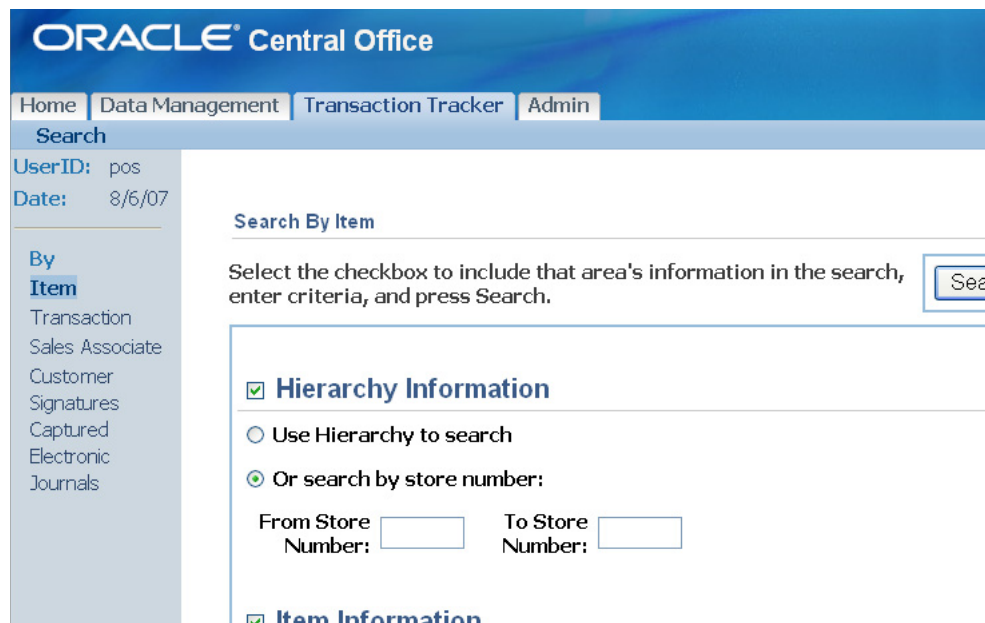 ORACLE® Central Office
Home Data Management Transaction Tracker Admin
Search
UserID: pos
Date: 8/6/07
By
Item
Transaction
Sales Associate
Customer
Signatures
Captured
Electronic
Journals
Search By Item
Select the checkbox to include that area's information in the search,
enter criteria, and press Search.
Hierarchy Information
Use Hierarchy to search
Or search by store number:
From Store
Number:
To Store
Number:
Item Information